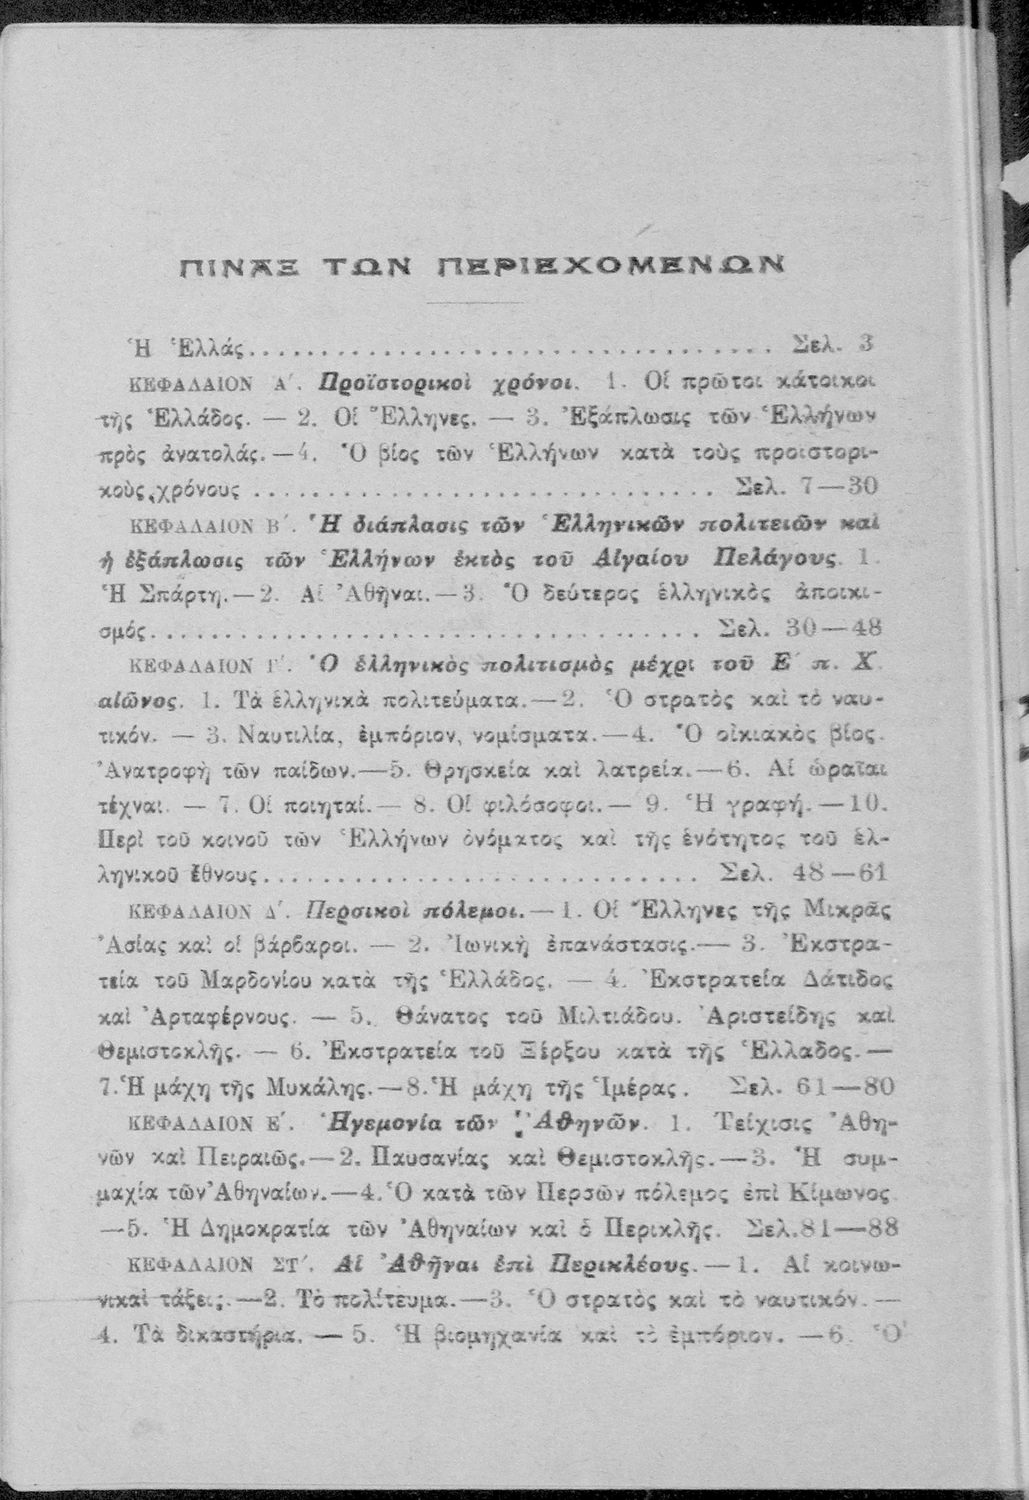 ΠΙΝΑΞ ΤΩΝ ΠΕΡΙΕΧΟΜΕΝΩΝ
Ἡ Ἑλλάς................................... Σελ. 3
ΚΕΦΑΛΑΙΟΝ Α΄. Προϊστορικοὶ χρόνοι. 1. Οἱ πρῶτοι κάτοικοι
τῆς Ἑλλάδος. — 2. Οἱ Ἕλληνες. — 3. Ἐξάπλωσις τῶν Ἑλλήνων
πρὸς ἀνατολάς.—4. Ὁ βίος τῶν Ἑλλήνων κατὰ τοὺς προϊστορι-
κοὺς χρόνους ............................... Σελ. 7—30
ΚΕΦΑΛΑΙΟΝ Β΄. Ἡ διάπλασις τῶν Ἑλληνικῶν πολιτειῶν καὶ
ἡ ἐξάπλωσις τῶν Ἑλλήνων ἐκτὸς τοῦ Αἰγαίου Πελάγους. 1.
Ἡ Σπάρτη.—2. Αἱ Ἀθῆναι.—3. Ὁ δεύτερος ἑλληνικὸς ἀποικι-
σμός..................................... Σελ. 30—48
ΚΕΦΑΛΑΙΟΝ Γ΄. Ὁ ἑλληνικὸς πολιτισμὸς μέχρι τοῦ Ε΄ π. Χ
αἰῶνος. 1. Τὰ ἑλληνικὰ πολιτεύματα.—2. Ὁ στρατὸς καὶ τὸ ναυ-
τικόν. — 3. Ναυτιλία, ἐμπόριον, νομίσματα.—4. Ὁ οἰκιακὸς βίος.
Ἀνατροφὴ τῶν παίδων.—5. Θρησκεία καὶ λατρεία.—6. Αἱ ὡραῖαι
τέχναι. — 7. Οἱ ποιηταί.— 8. Οἱ φιλόσοφοι.— 9. Ἡ γραφή.—10.
Περὶ τοῦ κοινοῦ τῶν Ἑλλήνων ὀνόματος καὶ τῆς ἑνότητος τοῦ ἑλ-
ληνικοῦ ἔθνους............................. Σελ. 48—61
ΚΕΦΑΛΑΙΟΝ Δ΄. Περσικοὶ πόλεμοι.—1. Οἱ Ἕλληνες τῆς Μικρᾶς
Ἀσίας καὶ οἱ βάρβαροι. — 2. Ἰωνικὴ ἐπανάστασις.— 3. Ἐκστρα-
τεία τοῦ Μαρδονίου κατὰ τῆς Ἑλλάδος. — 4. Ἐκστρατεία Δάτιδος
καὶ Ἀρταφέρνους. — 5. Θάνατος τοῦ Μιλτιάδου. Ἀριστείδης καὶ
Θεμιστοκλῆς. — 6. Ἐκστρατεία τοῦ Ξέρξου κατὰ τῆς Ἑλλαδος.—
7. Ἡ μάχη τῆς Μυκάλης.—8. Ἡ μάχη τῆς Ἱμέρας. Σελ. 61—80
ΚΕΦΑΛΑΙΟΝ Ε΄. Ἡγεμονία τῶν Ἀθηνῶν. 1. Τείχισις Ἀθη-
νῶν καὶ Πειραιῶς.—2. Παυσανίας καὶ Θεμιστοκλῆς.—3. Ἡ συμ-
μαχία τῶν Ἀθηναίων.—4. Ὁ κατὰ τῶν Περσῶν πόλεμος ἐπὶ Κίμωνος
—5. Ἡ Δημοκρατία τῶν Ἀθηναίων καὶ ὁ Περικλῆς. Σελ. 81—88
ΚΕΦΑΛΑΙΟΝ ΣΤ΄. Αἱ Ἀθῆναι ἐπὶ Περικλέους.—1. Αἱ κοινω-
νικαὶ τάξεις.—2. Τὸ πολίτευμα.—3. Ὁ στρατὸς καὶ τὸ ναυτικόν.—
4. Τὰ δικαστήρια. — 5. Ἡ βιομηχανία καὶ τὸ ἐμπόριον. —6. Ὁ